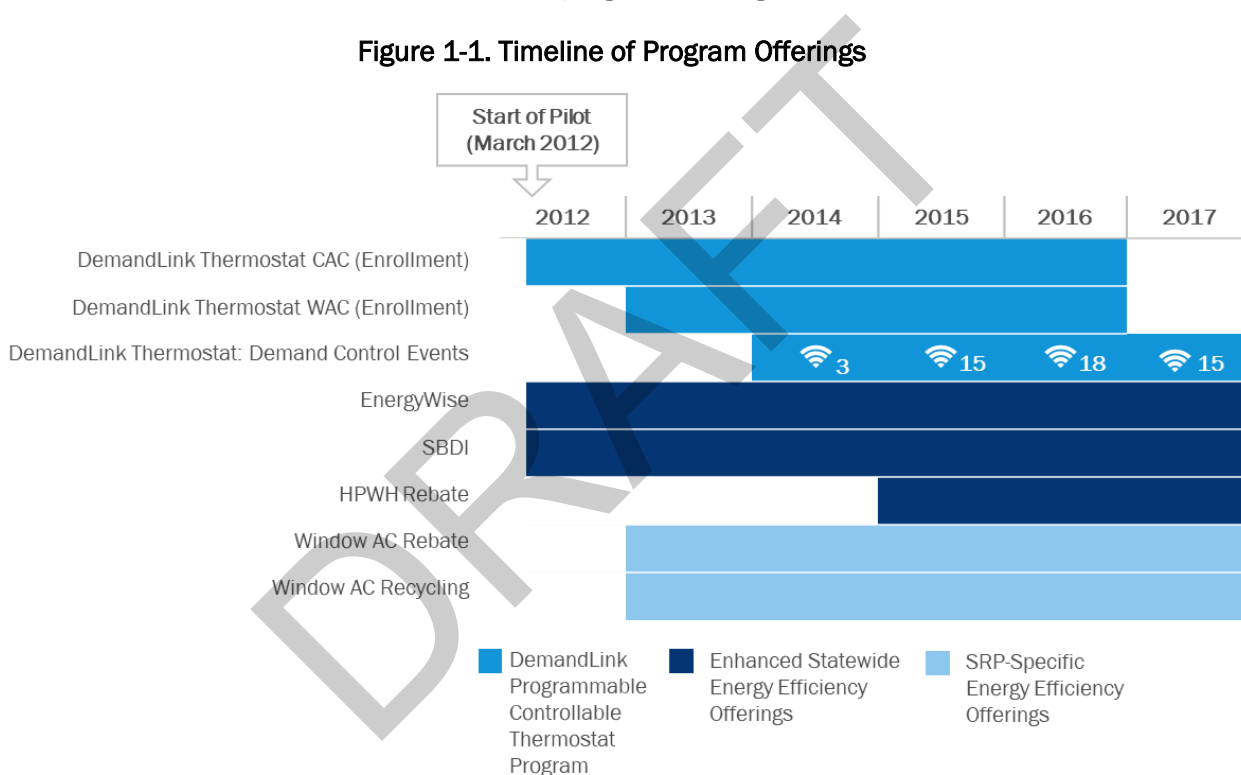 Figure 1-1. Timeline of Program Offerings
Start of Pilot
(March 2012)
2012 2013 2014 2015 2016 2017
DemandLink Thermostat CAC (Enrollment)
DemandLink Thermostat WAC (Enrollment)
DemandLink Thermostat: Demand Control Events 3 15 18 15
EnergyWise
SBDI
HPWH Rebate
Window AC Rebate
Window AC Recycling
DemandLink
Programmable
Controllable
Thermostat
Program
Enhanced Statewide
Energy Efficiency
Offerings
SRP-Specific
Energy Efficiency
Offerings
DRAFT